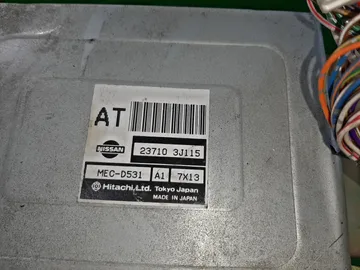 AT
NISSAN
23710 3J115
MEC-D531 A1 7X13
Hitachi, Ltd. Tokyo Japan
MADE IN JAPAN